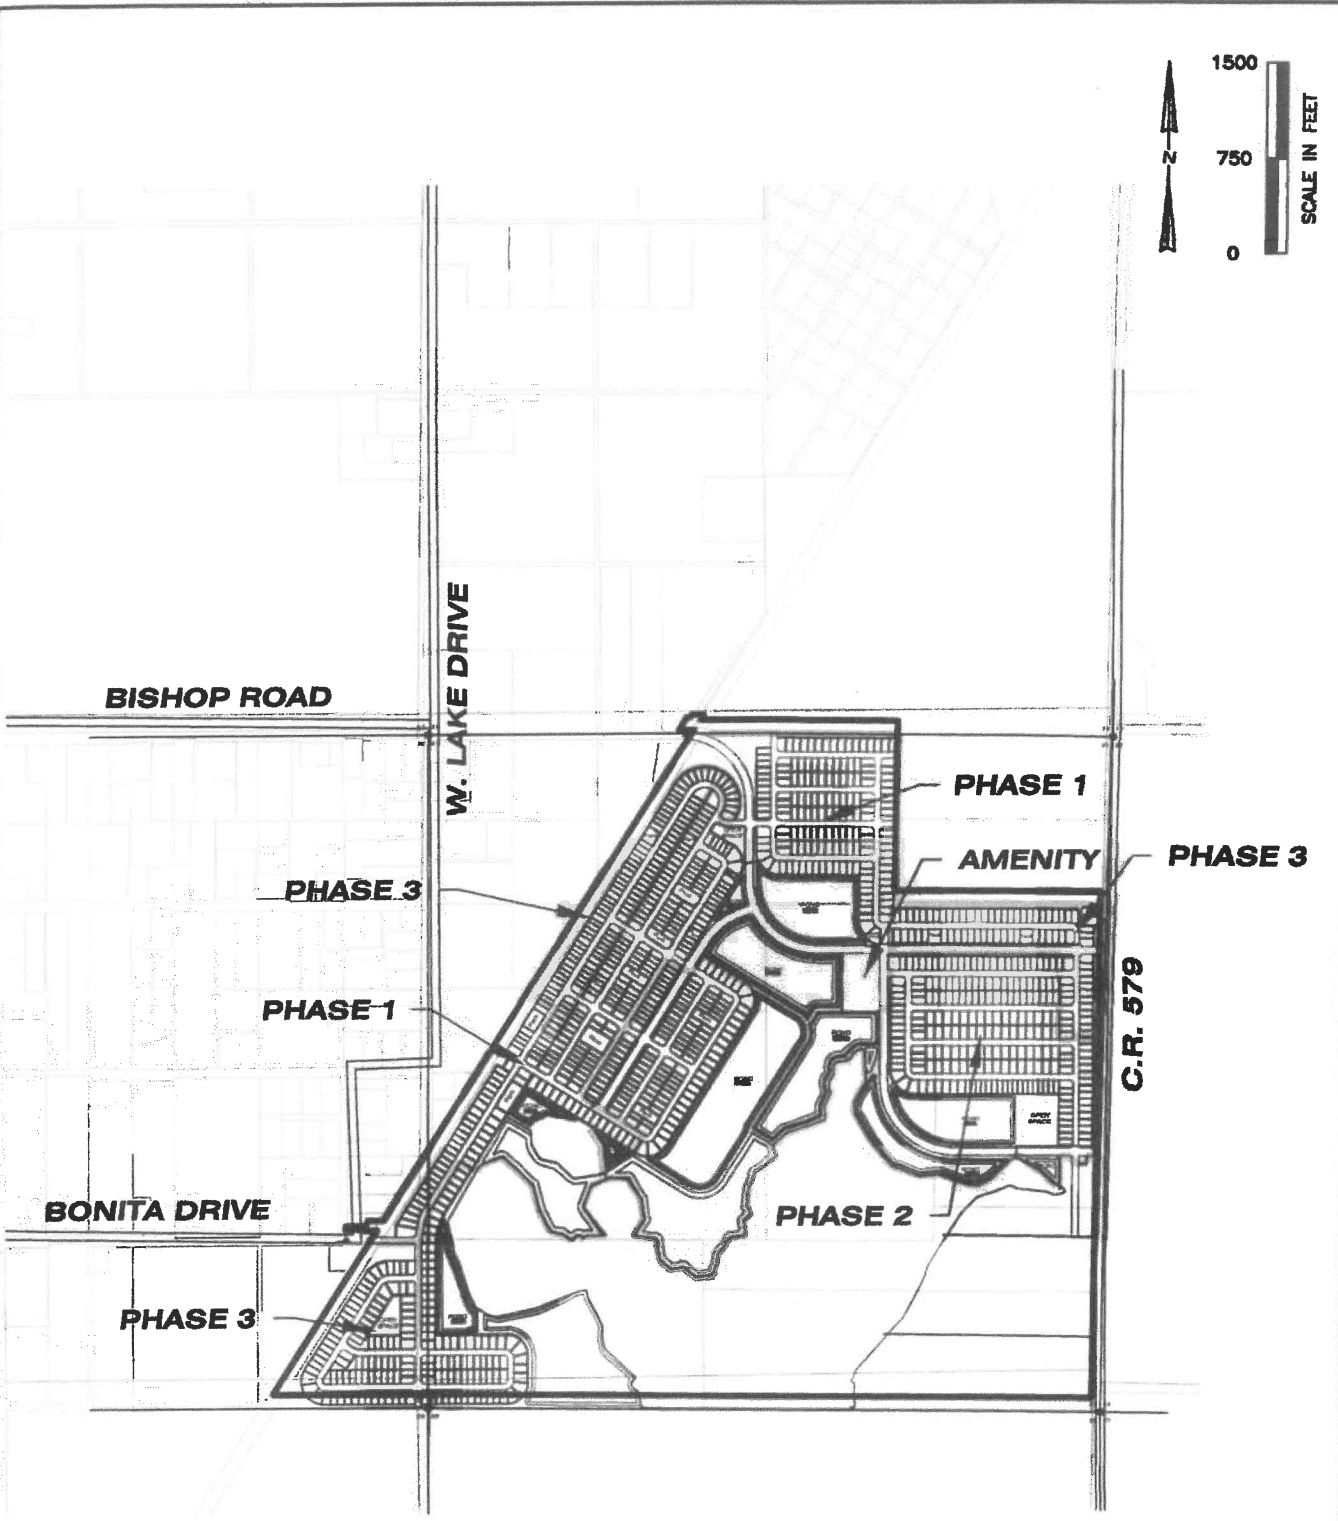 1500
N
750
SCALE IN FEET
0
W. LAKE DRIVE
BISHOP ROAD
PHASE 1
AMENITY
PHASE 3
PHASE 3
C.R. 579
PHASE 1
OPEN
SPACE
BONITA DRIVE
PHASE 2
PHASE 3